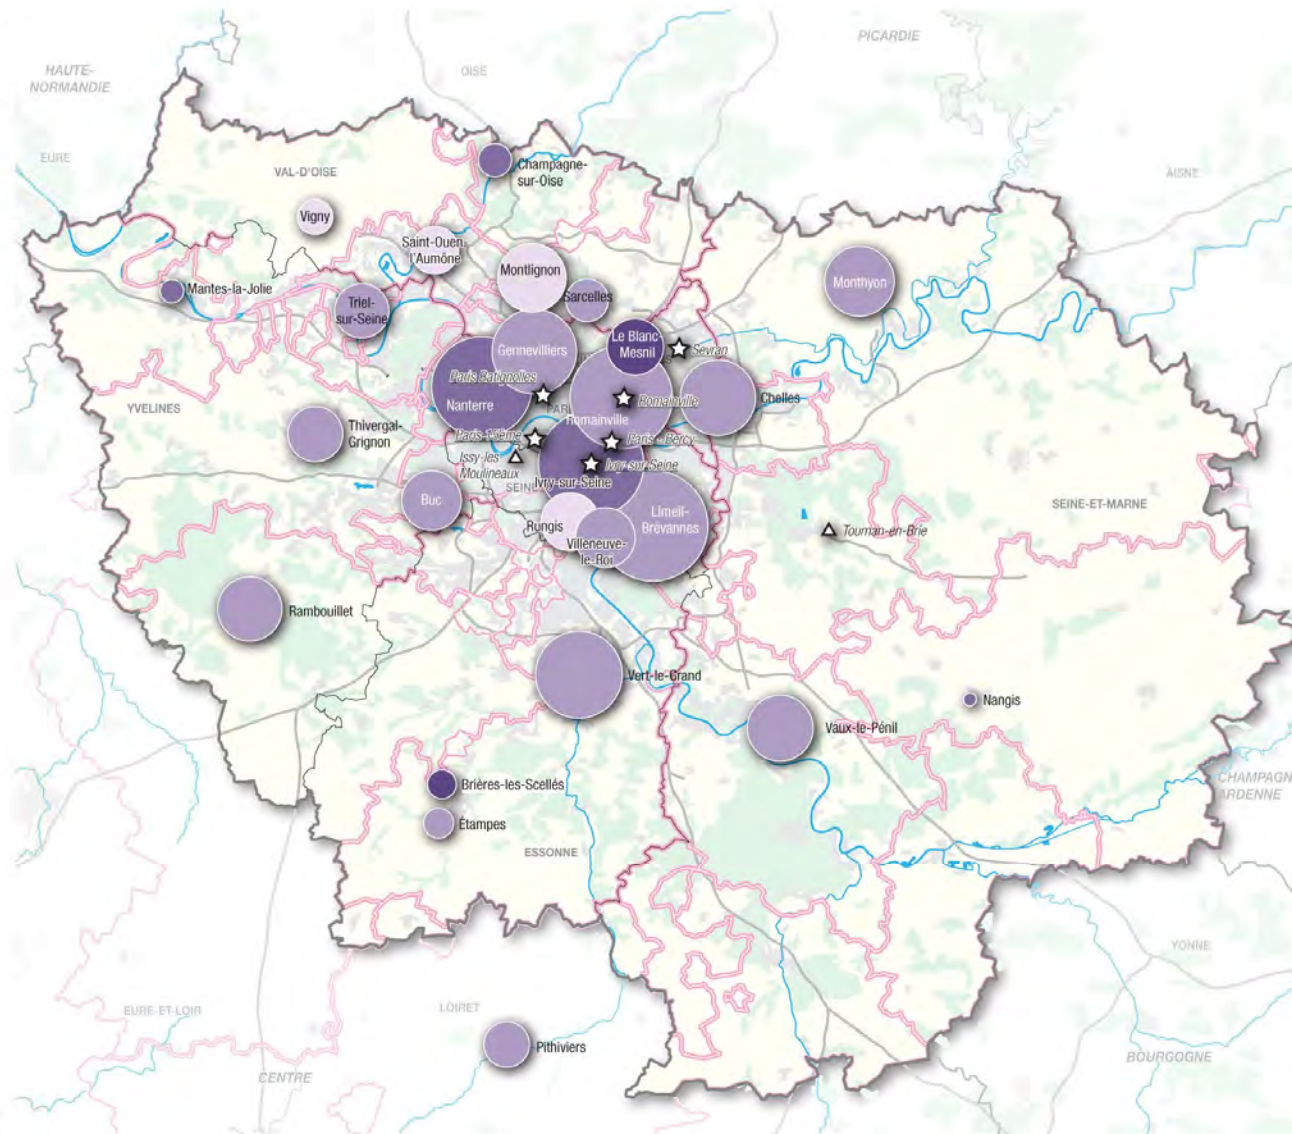 PICARDIE
HAUTE-
NORMANDIE
OISE
EURE
VAL-D'OISE
Champagne-
sur-Oise
AISNE
Vigny
Saint-Ouen
l'Aumône
Montlignon
Mantes-la-Jolie
Triel-
sur-Seine
Sarcelles
Monthyon
Le Blanc-
Mesnil
Sevran
Gennevilliers
Paris Batignolles
Nanterre
PAR
Romainville
Romainville
Chelles
YVELINES
Thivergal-
Grignon
Paris-15ème
Paris - Bercy
Issy-les
Moulineaux
Ivry-sur-Seine
Ivry-sur-Seine
SEINE
Buc
Rungis
Limeil-
Brévannes
Villeneuve-
le-Roi
SEINE-ET-MARNE
Tournan-en-Brie
Rambouillet
Vert-le-Grand
Nangis
Vaux-le-Pénil
Brières-les-Scellés
Étampes
CHAMPAGN
ARDENNE
ESSONNE
YONNE
EURE-ET-LOIR
LOIRET
Pithiviers
CENTRE
BOURGOGNE